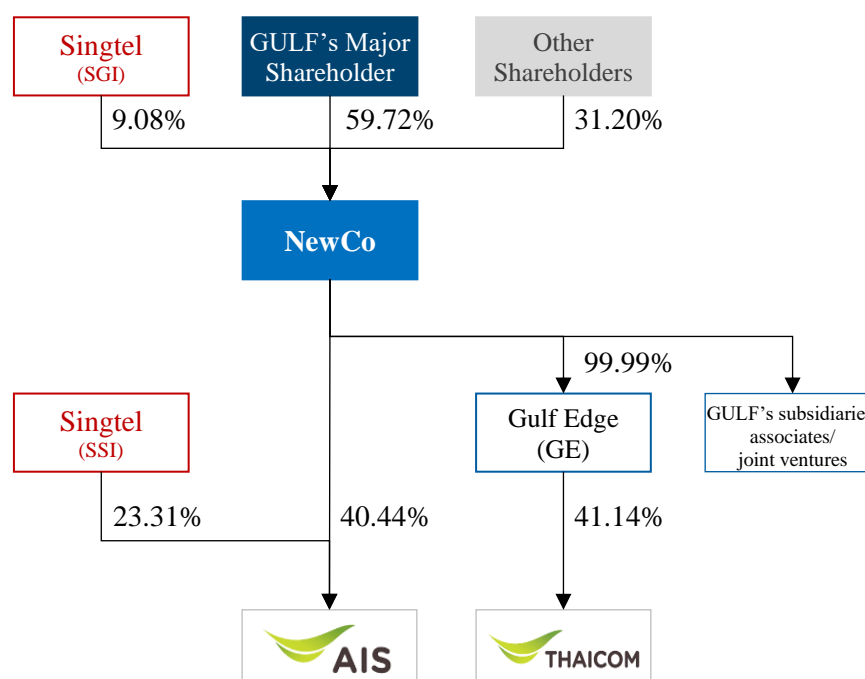 Singtel
(SGI)
GULF's Major
Shareholder
Other
Shareholders
9.08%
59.72%
31.20%
NewCo
99.99%
Singtel
(SSI)
Gulf Edge
(GE)
GULF's subsidiarie
associates/
joint ventures
23.31%
40.44%
41.14%
AIS
THAICOM